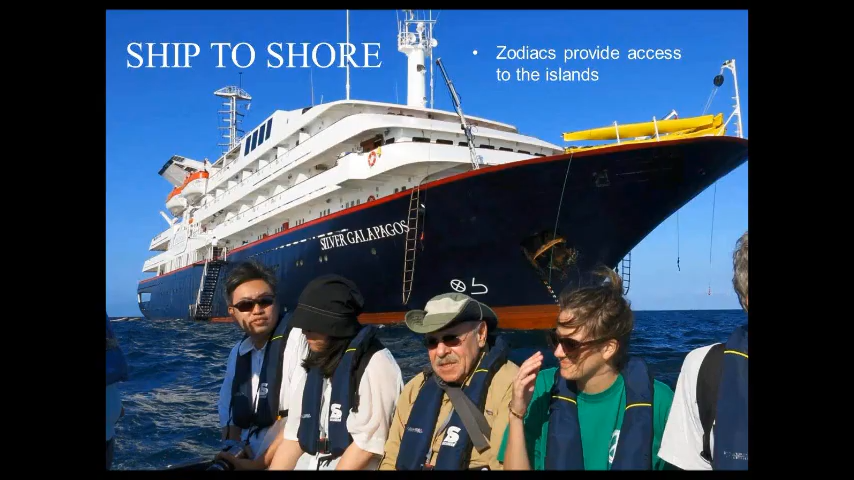 SHIP TO SHORE
• Zodiacs provide access
to the islands
SILVER GALAPAGOS
S
S